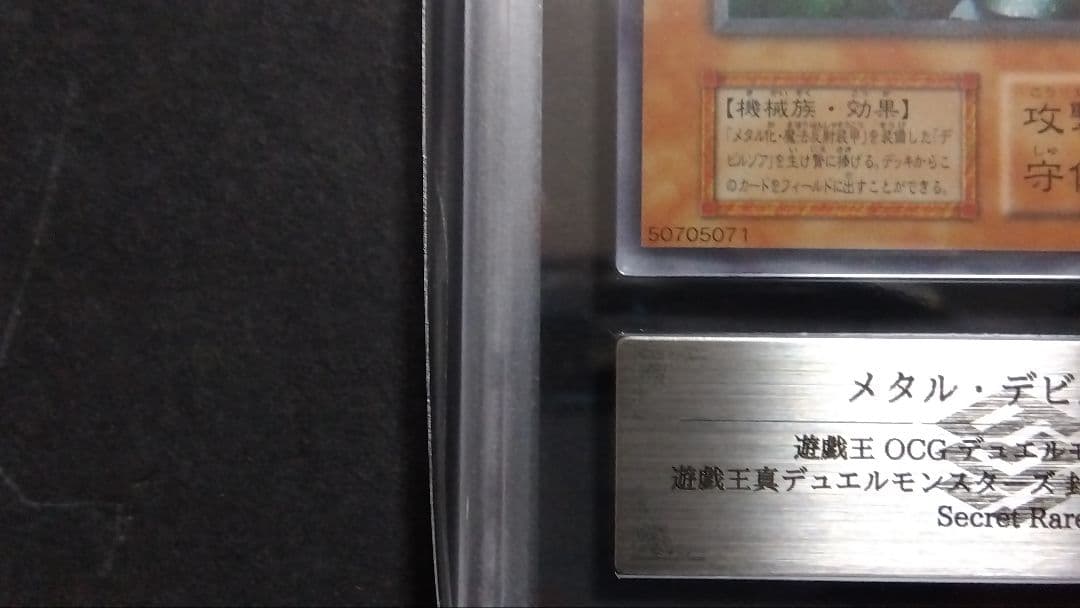 【機械族・効果】
「メタル化・魔法反射装甲」を装備した「デ
ビルゾア」を生け贄に捧げる。デッキからこ
のカードをフィールドに出すことができる。
攻撃
守備
50705071
メタル・デビ
遊戯王 OCG デュエルモ
遊戯王真デュエルモンスターズ 封
Secret Rare